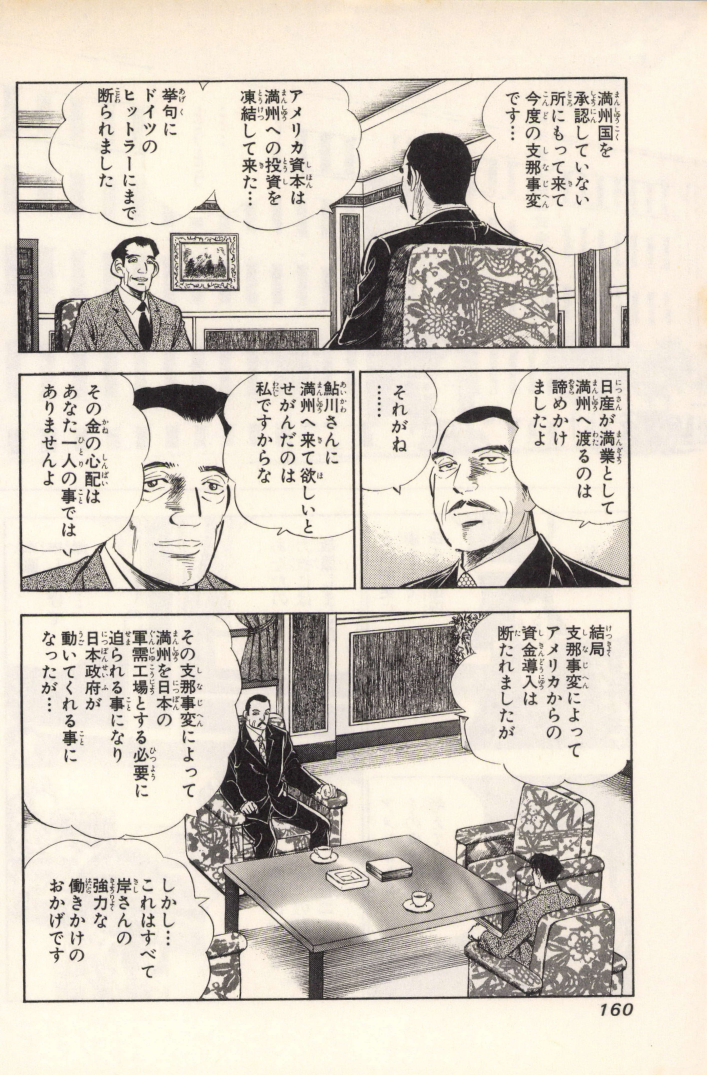 満州国を
承認していない
所にもって来て
今度の支那事変
です…
アメリカ資本は
満州への投資を
凍結して来た…
挙句に
ドイツの
ヒットラーにまで
断られました
日産が満業として
満州へ渡るのは
諦めかけ
ましたよ
それがね
……
鮎川さんに
満州へ来て欲しいと
せがんだのは
私ですからな
その金の心配は
あなた一人の事では
ありませんよ
結局
支那事変によって
アメリカからの
資金導入は
断たれましたが
その支那事変によって
満州を日本の
軍需工場とする必要に
迫られる事になり
日本政府が
動いてくれる事に
なったが…
しかし…
これはすべて
岸さんの
強力な
働きかけの
おかげです
160